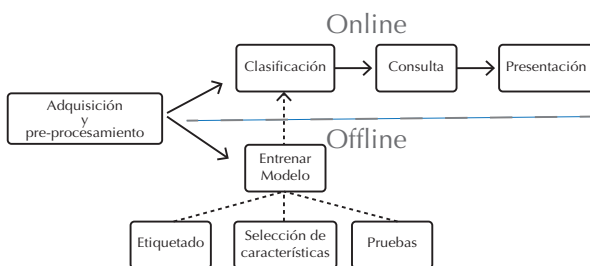 Online
Clasificación
Consulta
Presentación
Adquisición
y
pre-procesamiento
Offline
Entrenar
Modelo
Etiquetado
Selección de
características
Pruebas